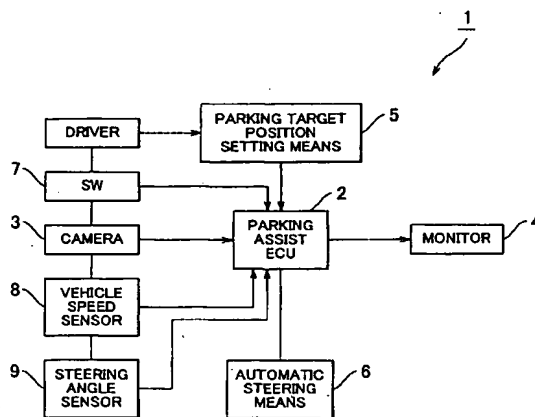 1
DRIVER
PARKING TARGET
POSITION
SETTING MEANS
5
7
SW
2
3
CAMERA
PARKING
ASSIST
ECU
MONITOR
4
8
VEHICLE
SPEED
SENSOR
9
STEERING
ANGLE
SENSOR
AUTOMATIC
STEERING
MEANS
6